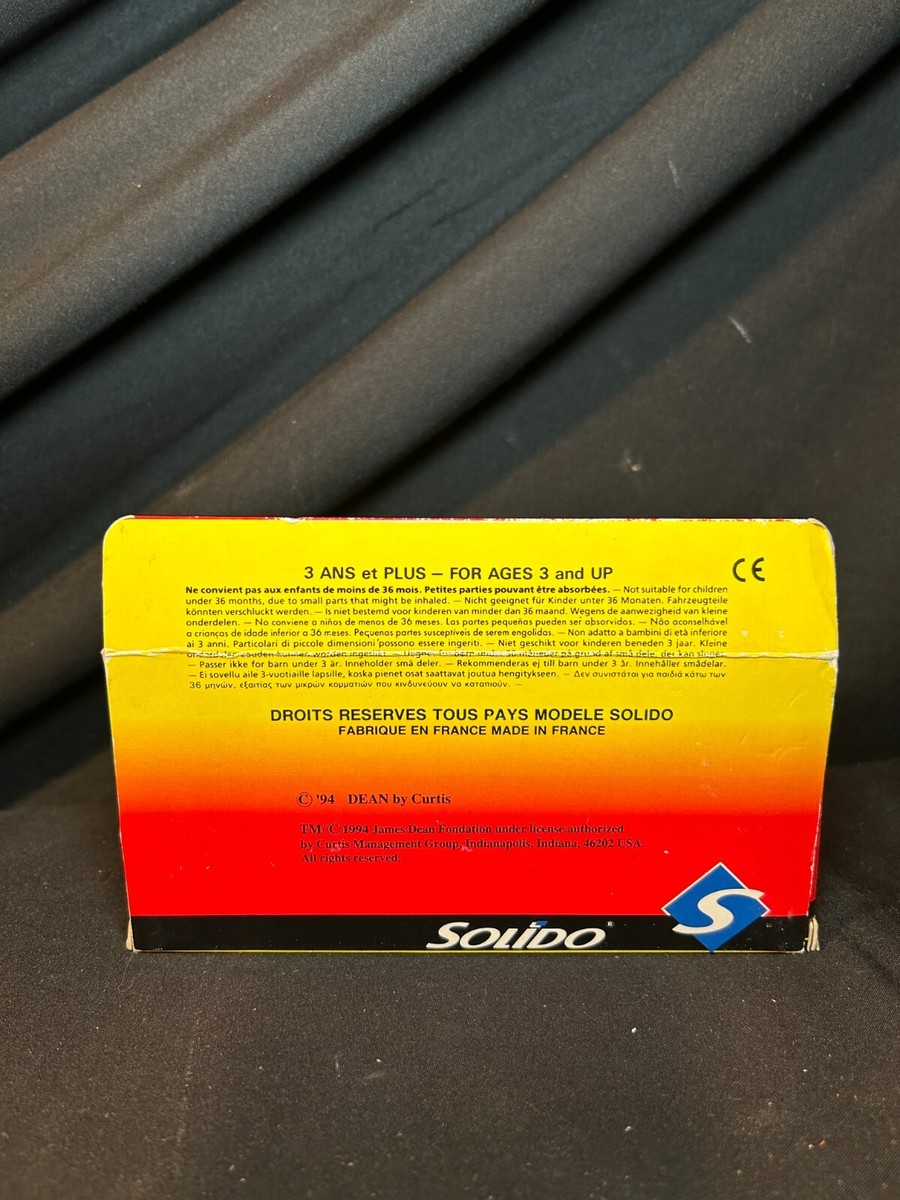 3 ANS et PLUS – FOR AGES 3 and UP
CE
Ne convient pas aux enfants de moins de 36 mois. Petites parties pouvant être absorbées. — Not suitable for children
under 36 months, due to small parts that might be inhaled. — Nicht geeignet für Kinder unter 36 Monaten. Fahrzeugteile
könnten verschluckt werden. — Is niet bestemd voor kinderen van minder dan 36 maand. Wegens de aanwezigheid van kleine
onderdelen. — No conviene a niños de menos de 36 meses. Las partes pequeñas pueden ser absorvidas. — Não aconselhável
a crianças de idade inferior a 36 meses. Pequenas partes susceptíveis de serem engolidas. — Non adatto a bambini di età inferiore
ai 3 anni. Particolari di piccole dimensioni possono essere ingeriti. — Niet geschikt voor kinderen beneden 3 jaar. Kleine
på grund af små dele, der kan
— Passer ikke for barn under 3 år. Inneholder små deler. — Rekommenderas ej till barn under 3 år. Innehåller smådelar.
— Ei sovellu alle 3-vuotiaille lapsille, koska pienet osat saattavat joutua hengitykseen. — Δεν συνιστάται για παιδιά κάτω των
36 μηνών, εξαιτίας των μικρών κομματιών που κινδυνεύουν να καταπιούν. —
DROITS RESERVES TOUS PAYS MODELE SOLIDO
FABRIQUE EN FRANCE MADE IN FRANCE
© '94 DEAN by Curtis
TM/ © 1994 James Dean Fondation under license authorized
by Curtis Management Group, Indianapolis, Indiana, 46202 USA.
All rights reserved.
SOLIDO®
S